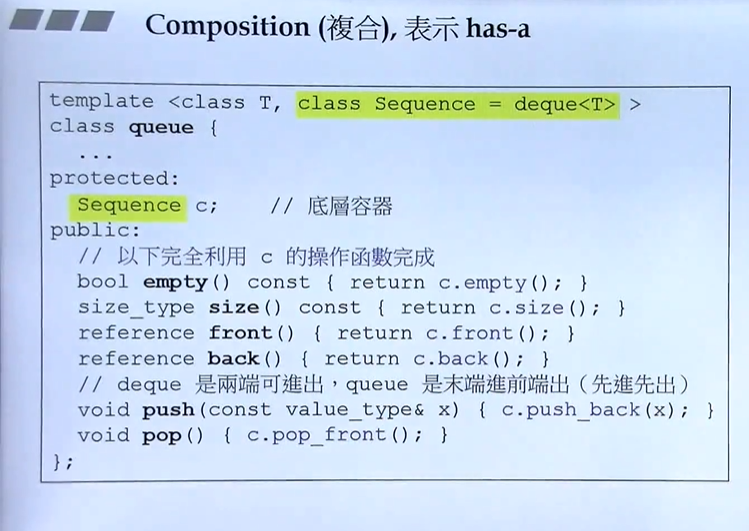 Composition (複合), 表示 has-a
template <class T, class Sequence = deque<T> >
class queue {
...
protected:
Sequence c; // 底層容器
public:
// 以下完全利用 c 的操作函數完成
bool empty() const { return c.empty(); }
size_type size() const { return c.size(); }
reference front() { return c.front(); }
reference back() { return c.back(); }
// deque 是兩端可進出，queue 是末端進前端出（先進先出）
void push(const value_type& x) { c.push_back(x); }
void pop() { c.pop_front(); }
};